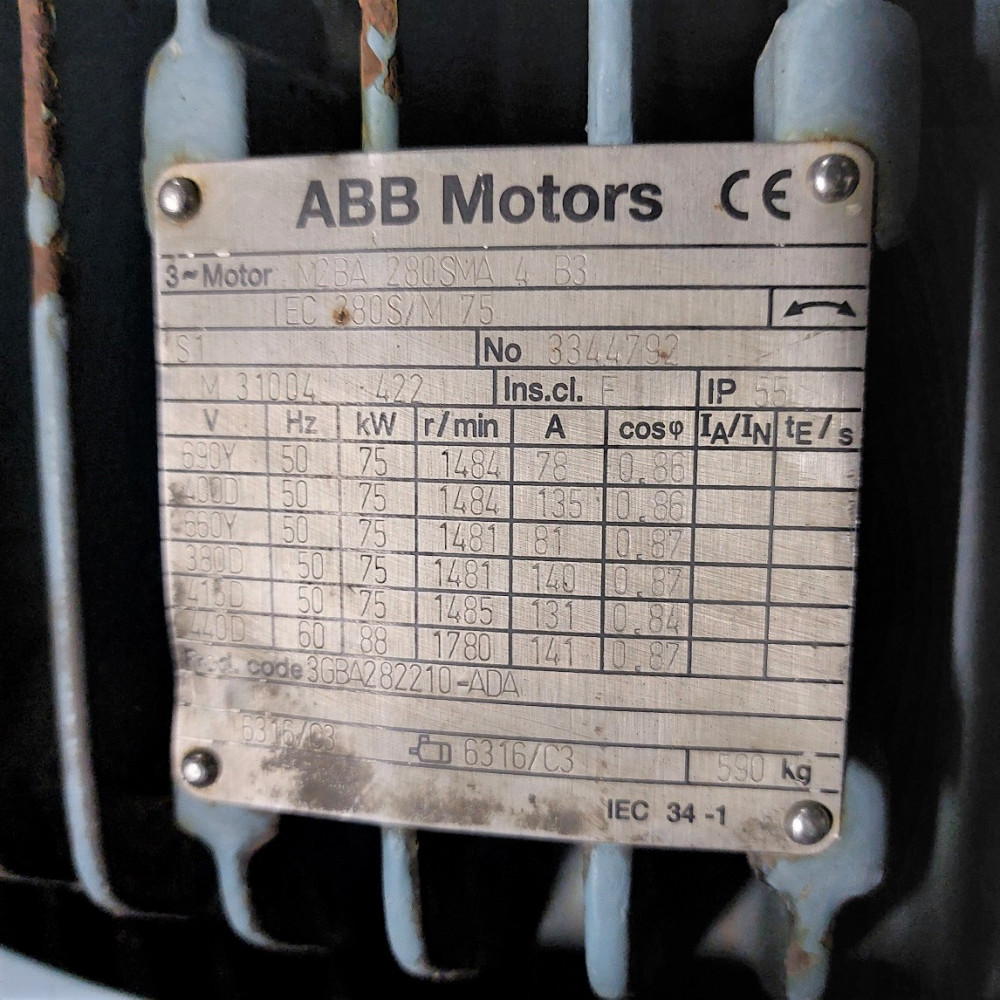 ABB Motors CE
3~Motor M2BA 280SMA 4 B3
IEC 280S/M 75
S1 No 3344792
M 31004 422 Ins.cl. F IP 55
V Hz kW r/min A cosφ IA/IN tE/s
690Y 50 75 1484 78 0.86
400D 50 75 1484 135 0.86
660Y 50 75 1481 81 0.87
380D 50 75 1481 140 0.87
415D 50 75 1485 131 0.84
440D 60 88 1780 141 0.87
Prod. code 3GBA282210-ADA
6316/C3 6316/C3 590 kg
IEC 34-1